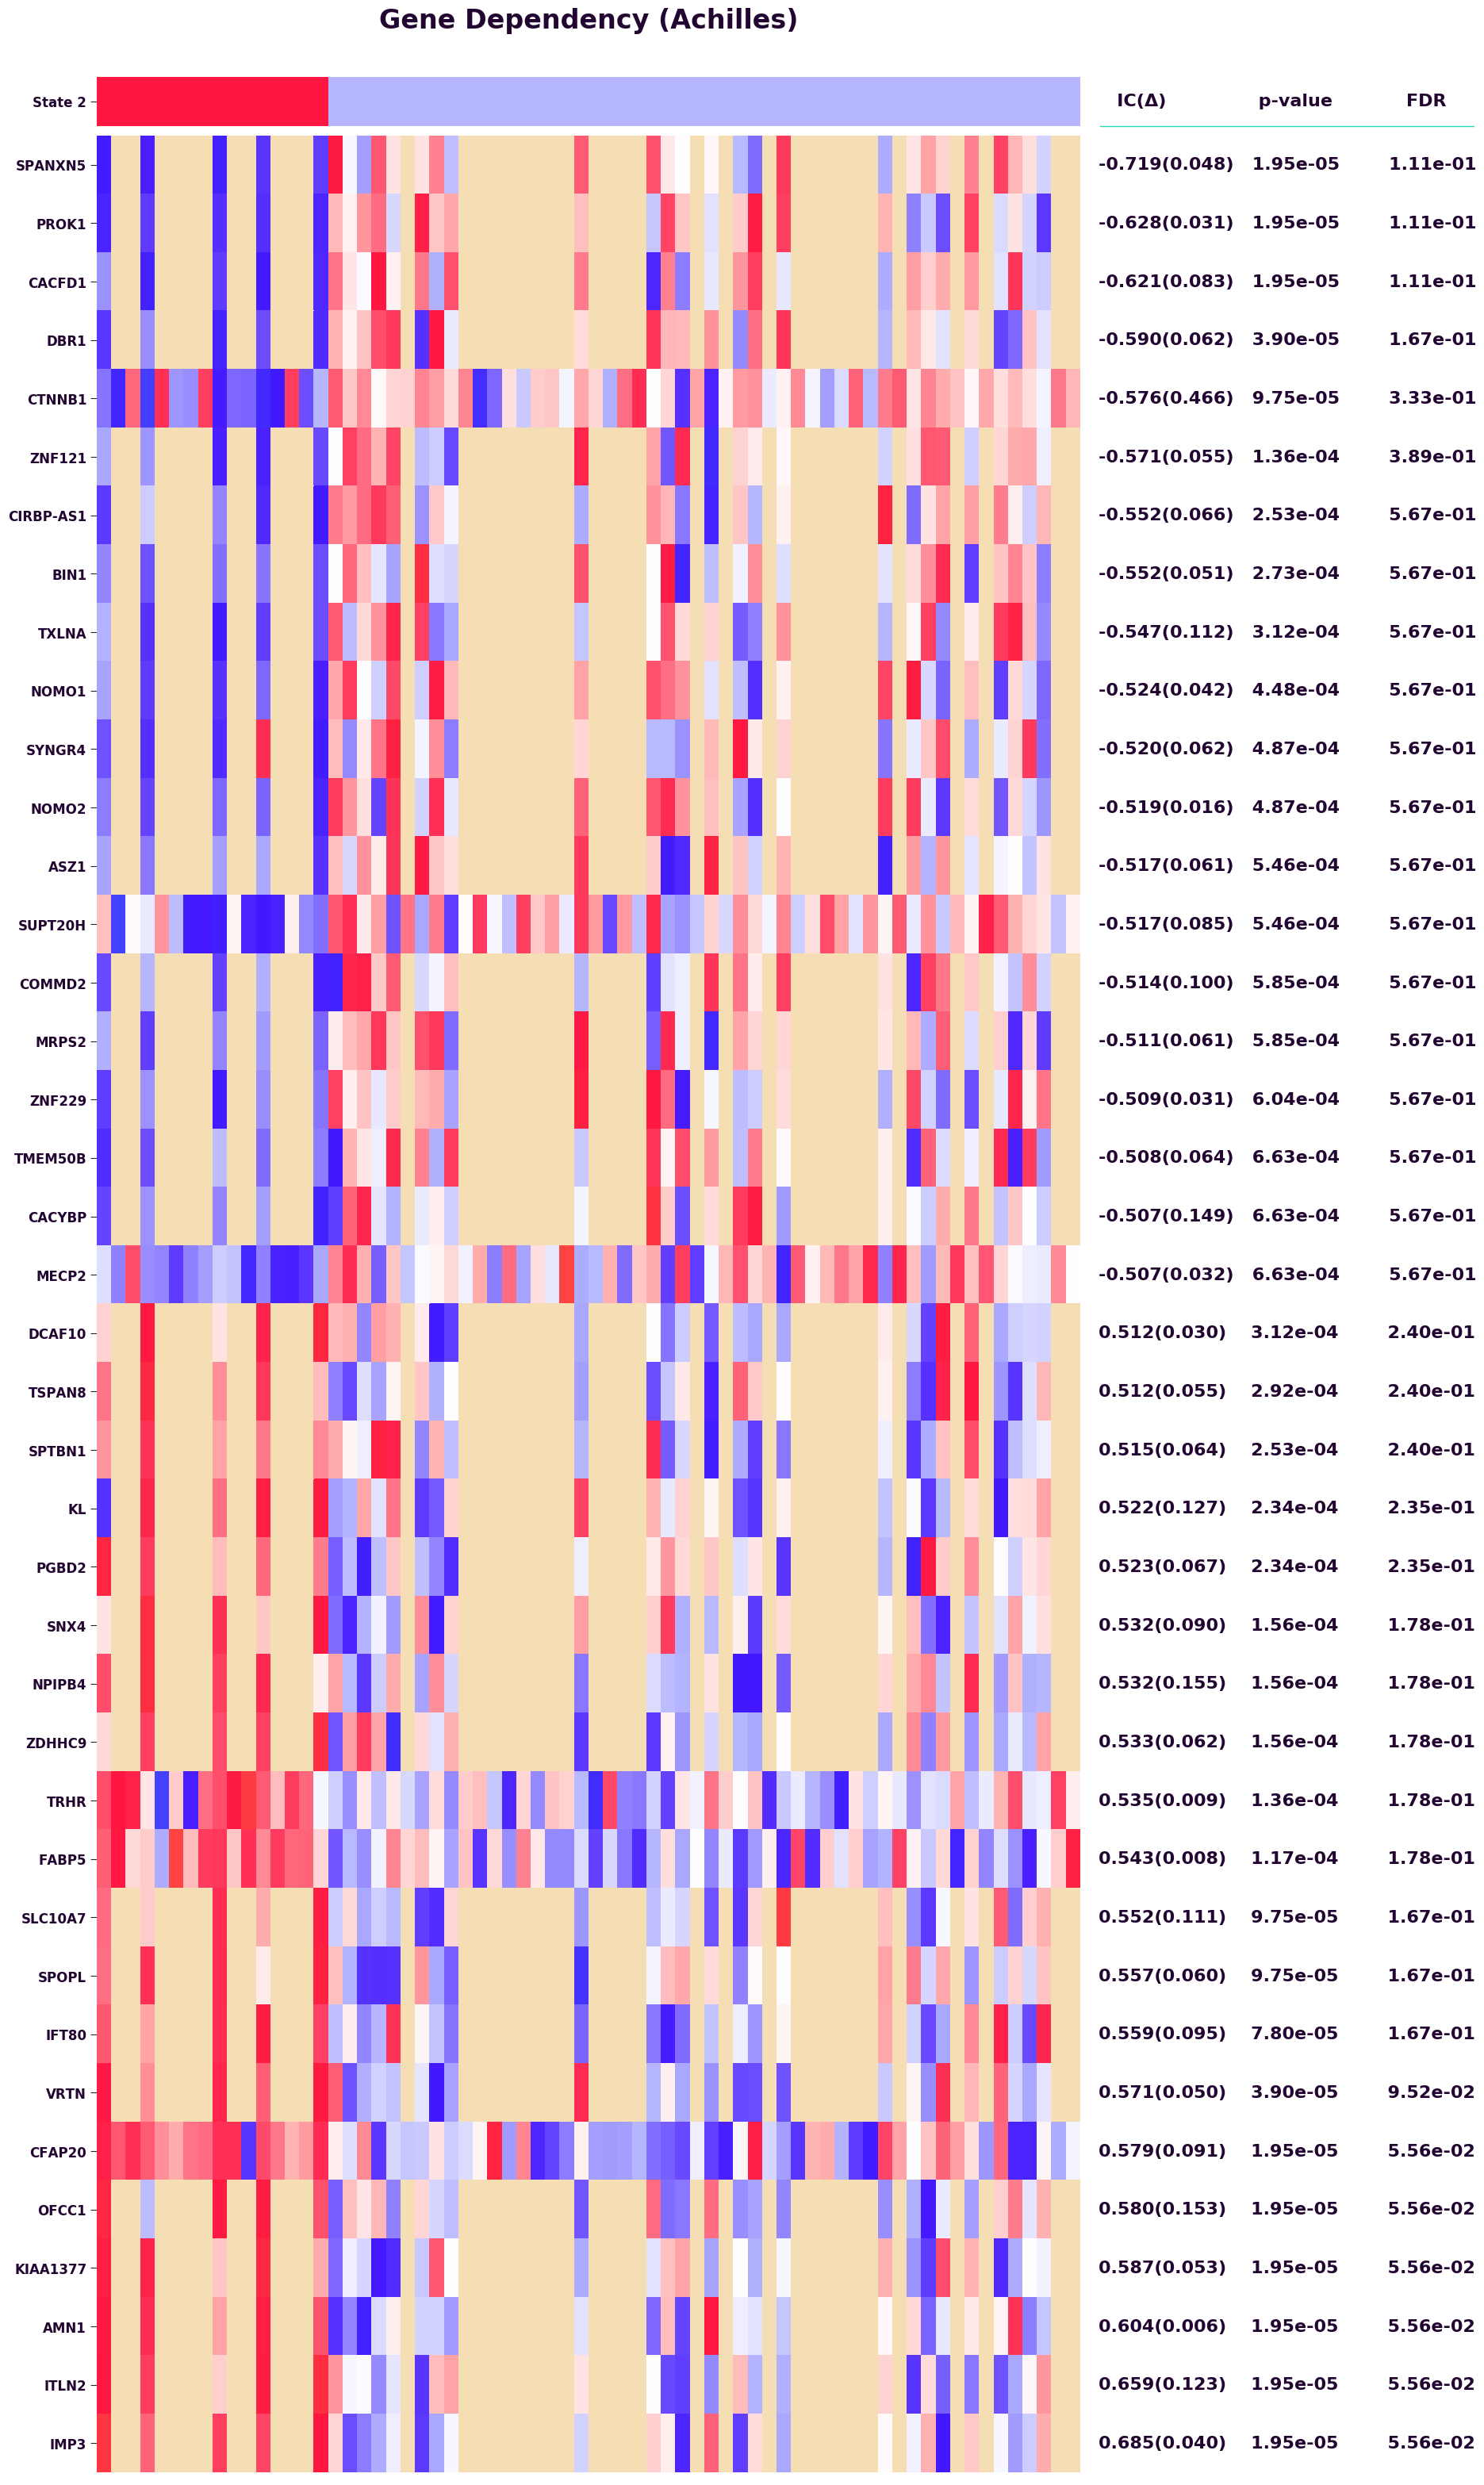 Gene Dependency (Achilles)
State 2 IC(Δ) p-value FDR
SPANXN5 -0.719(0.048) 1.95e-05 1.11e-01
PROK1 -0.628(0.031) 1.95e-05 1.11e-01
CACFD1 -0.621(0.083) 1.95e-05 1.11e-01
DBR1 -0.590(0.062) 3.90e-05 1.67e-01
CTNNB1 -0.576(0.466) 9.75e-05 3.33e-01
ZNF121 -0.571(0.055) 1.36e-04 3.89e-01
CIRBP-AS1 -0.552(0.066) 2.53e-04 5.67e-01
BIN1 -0.552(0.051) 2.73e-04 5.67e-01
TXLNA -0.547(0.112) 3.12e-04 5.67e-01
NOMO1 -0.524(0.042) 4.48e-04 5.67e-01
SYNGR4 -0.520(0.062) 4.87e-04 5.67e-01
NOMO2 -0.519(0.016) 4.87e-04 5.67e-01
ASZ1 -0.517(0.061) 5.46e-04 5.67e-01
SUPT20H -0.517(0.085) 5.46e-04 5.67e-01
COMMD2 -0.514(0.100) 5.85e-04 5.67e-01
MRPS2 -0.511(0.061) 5.85e-04 5.67e-01
ZNF229 -0.509(0.031) 6.04e-04 5.67e-01
TMEM50B -0.508(0.064) 6.63e-04 5.67e-01
CACYBP -0.507(0.149) 6.63e-04 5.67e-01
MECP2 -0.507(0.032) 6.63e-04 5.67e-01
DCAF10 0.512(0.030) 3.12e-04 2.40e-01
TSPAN8 0.512(0.055) 2.92e-04 2.40e-01
SPTBN1 0.515(0.064) 2.53e-04 2.40e-01
KL 0.522(0.127) 2.34e-04 2.35e-01
PGBD2 0.523(0.067) 2.34e-04 2.35e-01
SNX4 0.532(0.090) 1.56e-04 1.78e-01
NPIPB4 0.532(0.155) 1.56e-04 1.78e-01
ZDHHC9 0.533(0.062) 1.56e-04 1.78e-01
TRHR 0.535(0.009) 1.36e-04 1.78e-01
FABP5 0.543(0.008) 1.17e-04 1.78e-01
SLC10A7 0.552(0.111) 9.75e-05 1.67e-01
SPOPL 0.557(0.060) 9.75e-05 1.67e-01
IFT80 0.559(0.095) 7.80e-05 1.67e-01
VRTN 0.571(0.050) 3.90e-05 9.52e-02
CFAP20 0.579(0.091) 1.95e-05 5.56e-02
OFCC1 0.580(0.153) 1.95e-05 5.56e-02
KIAA1377 0.587(0.053) 1.95e-05 5.56e-02
AMN1 0.604(0.006) 1.95e-05 5.56e-02
ITLN2 0.659(0.123) 1.95e-05 5.56e-02
IMP3 0.685(0.040) 1.95e-05 5.56e-02